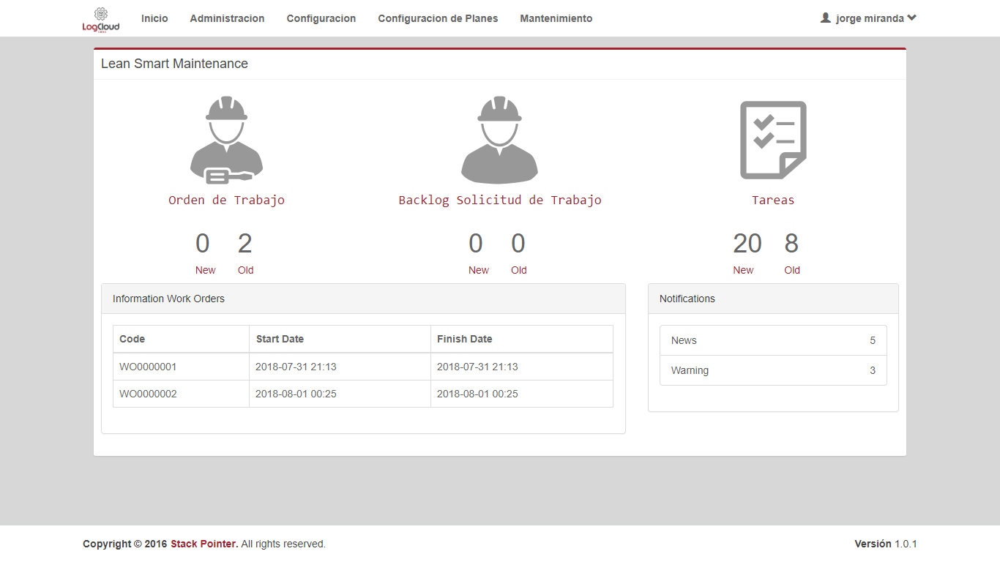 LogCloud
Inicio Administracion Configuracion Configuracion de Planes Mantenimiento jorge miranda
Lean Smart Maintenance
Orden de Trabajo Backlog Solicitud de Trabajo Tareas
0 2 0 0 20 8
New Old New Old New Old
Information Work Orders
Code Start Date Finish Date
WO0000001 2018-07-31 21:13 2018-07-31 21:13
WO0000002 2018-08-01 00:25 2018-08-01 00:25
Notifications
News 5
Warning 3
Copyright © 2016 Stack Pointer. All rights reserved.
Versión 1.0.1